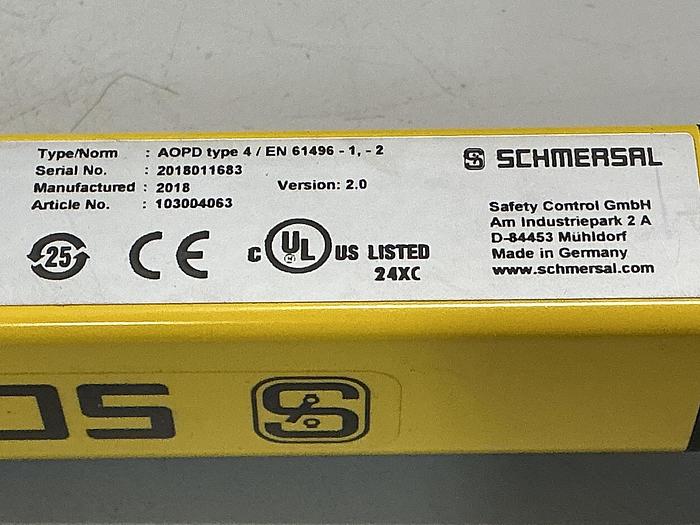 Type/Norm : AOPD type 4 / EN 61496 - 1, - 2
Serial No. : 2018011683
Manufactured : 2018 Version: 2.0
Article No. : 103004063
25
CE
C UL US LISTED
24XC
SCHMERSAL
Safety Control GmbH
Am Industriepark 2 A
D-84453 Mühldorf
Made in Germany
www.schmersal.com